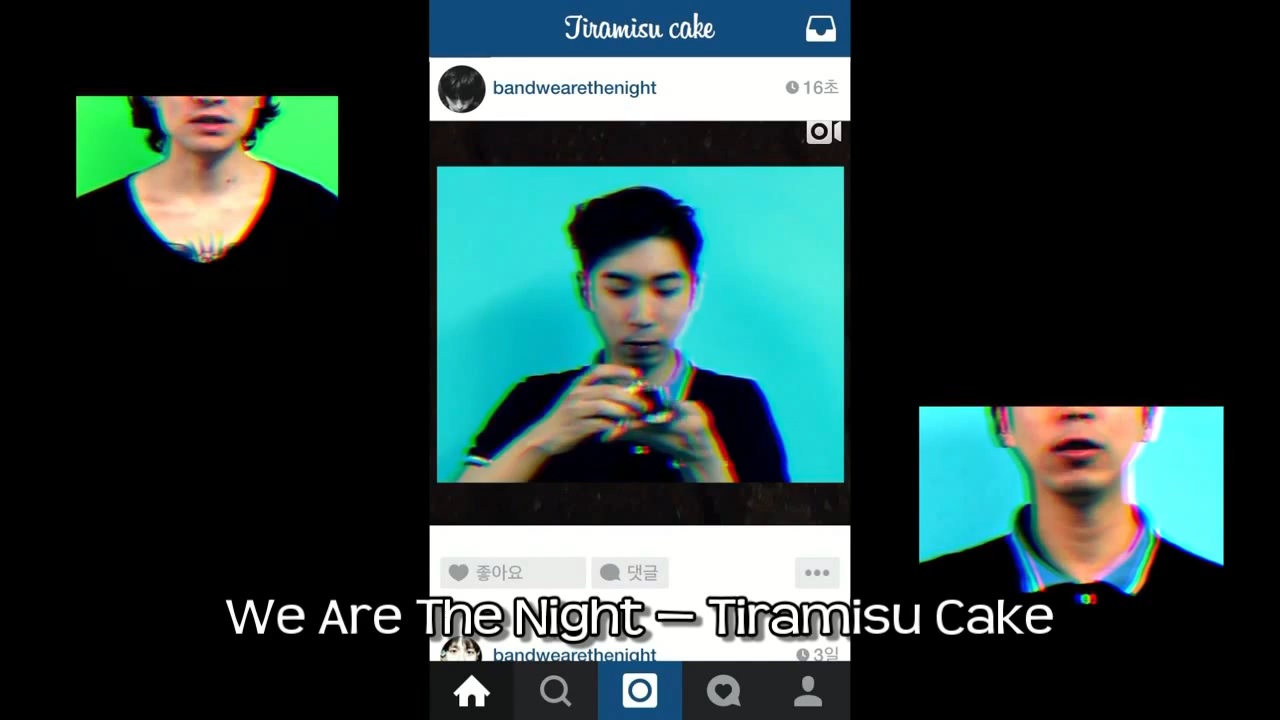 Tiramisu cake
bandwearethenight
16초
좋아요
댓글
We Are The Night – Tiramisu Cake
bandwearethenight
3일